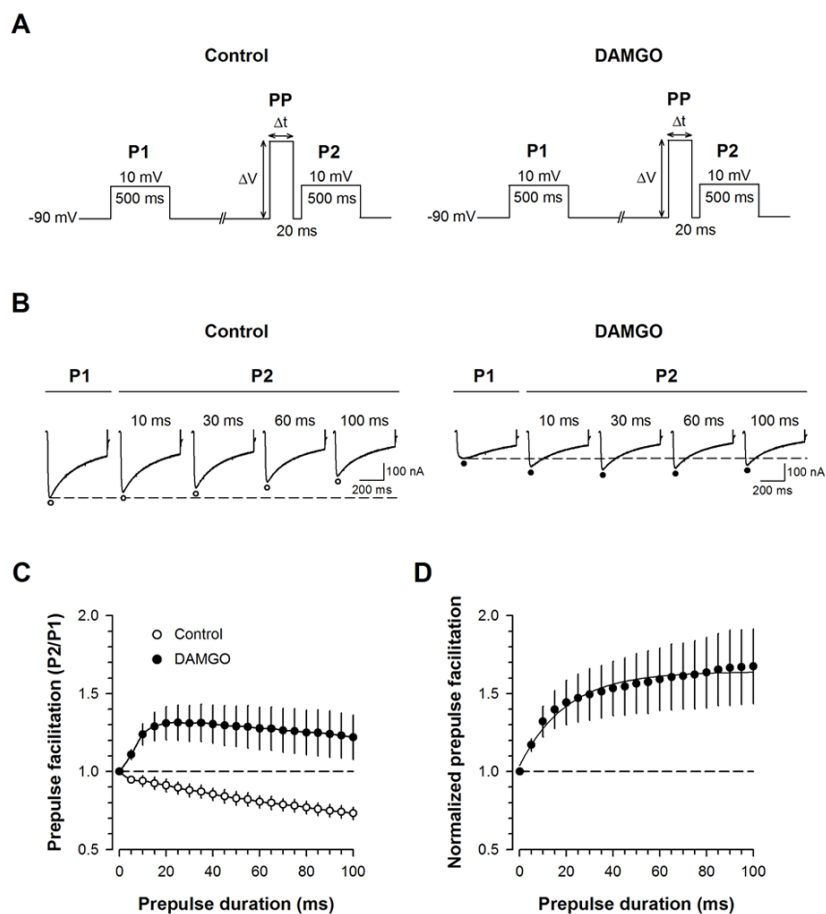 A
Control DAMGO
PP PP
Δt Δt
P1 P2 P1 P2
10 mV ΔV 10 mV 10 mV ΔV 10 mV
500 ms 500 ms 500 ms 500 ms
-90 mV -90 mV
20 ms 20 ms
B
Control DAMGO
P1 P2 P1 P2
10 ms 30 ms 60 ms 100 ms 10 ms 30 ms 60 ms 100 ms
100 nA 100 nA
200 ms 200 ms
C
Prepulse facilitation (P2/P1)
2.0
1.5
1.0
0.5
Control
DAMGO
0 20 40 60 80 100
Prepulse duration (ms)
D
Normalized prepulse facilitation
2.0
1.5
1.0
0.5
0 20 40 60 80 100
Prepulse duration (ms)